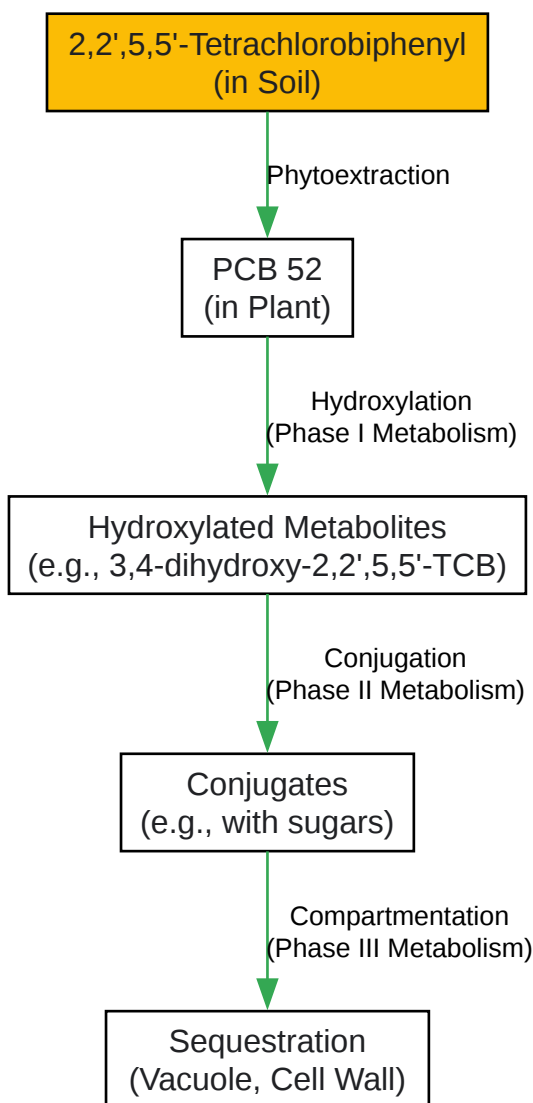 2,2',5,5'-Tetrachlorobiphenyl
(in Soil)
Phytoextraction
PCB 52
(in Plant)
Hydroxylation
(Phase I Metabolism)
Hydroxylated Metabolites
(e.g., 3,4-dihydroxy-2,2',5,5'-TCB)
Conjugation
(Phase II Metabolism)
Conjugates
(e.g., with sugars)
Compartmentation
(Phase III Metabolism)
Sequestration
(Vacuole, Cell Wall)